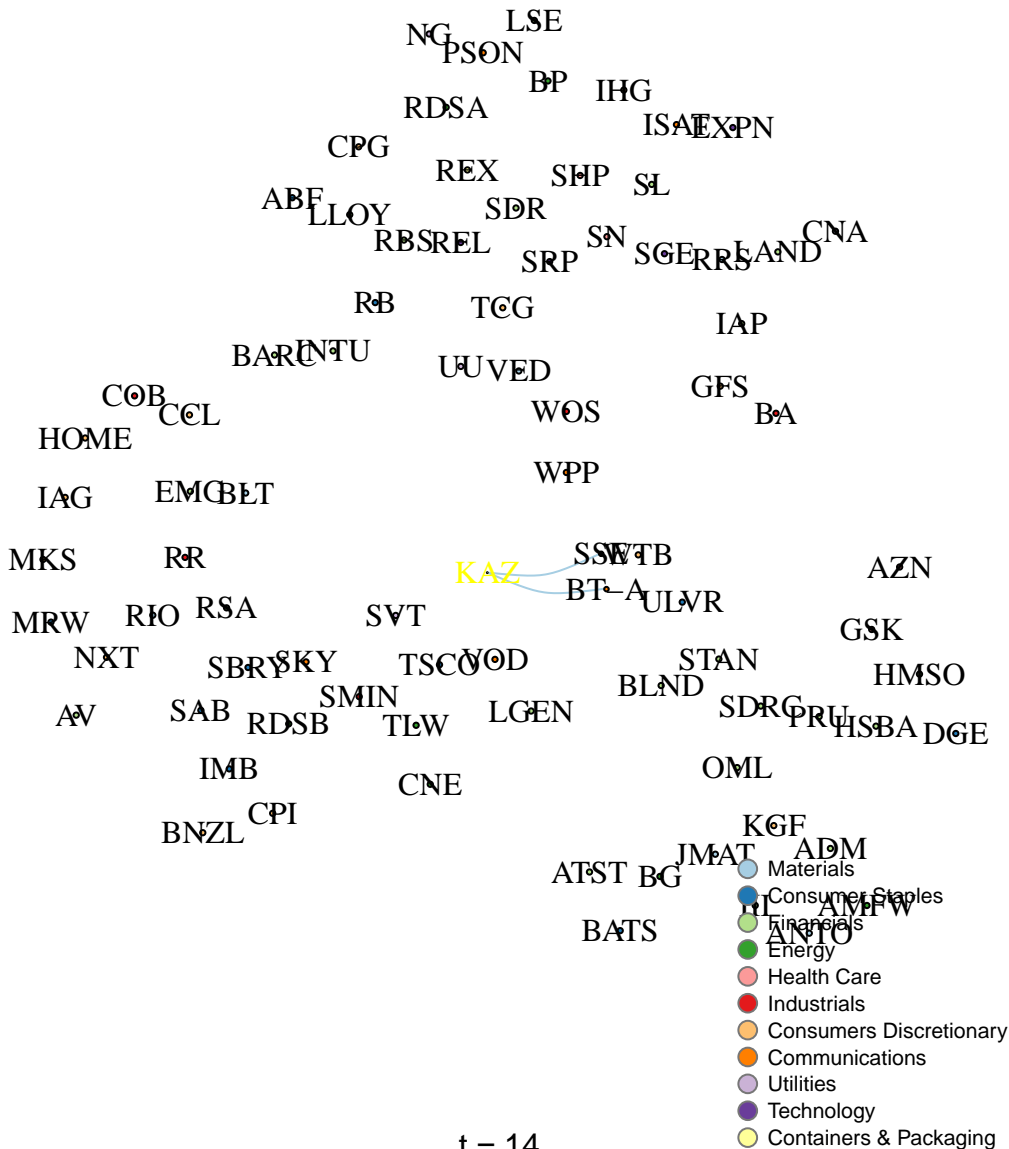 LSE
NG
PSON
BP
IHG
RDSA
ISAT
EXPN
CPG
REX
SHP
SL
ABF
LLOY
SDR
RBS
REL
SN
CNA
SRP
SGE
RRS
LAND
RB
TCG
IAP
BARC
INTU
UU
VED
GFS
COB
CCL
WOS
BA
HOME
WPP
IAG
EMG
BLT
MKS
RR
KAZ
SSE
WTB
AZN
BT−A
ULVR
MRW
RIO
RSA
SVT
GSK
NXT
SBRY
SKY
TSCO
VOD
STAN
HMSO
BLND
AV
SAB
RDSB
SMIN
TLW
LGEN
SDRC
PRU
HSBA
DGE
IMB
CNE
OML
BNZL
CPI
KGF
JMAT
ADM
ATST
BG
AMFW
BATS
ANTO
Materials
Consumer Staples
Financials
Energy
Health Care
Industrials
Consumers Discretionary
Communications
Utilities
Technology
Containers & Packaging
t = 14